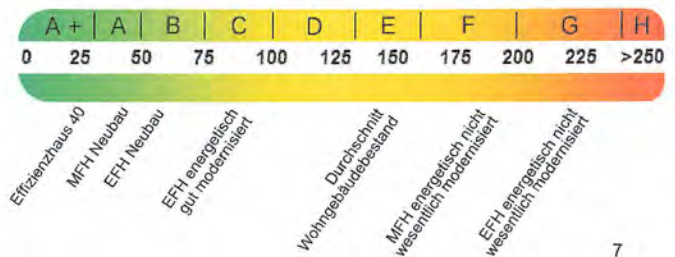 A+ A B C D E F G H
0 25 50 75 100 125 150 175 200 225 >250
Effizienzhaus 40
MFH Neubau
EFH Neubau
EFH energetisch
gut modernisiert
Durchschnitt
Wohngebäudebestand
MFH energetisch nicht
wesentlich modernisiert
EFH energetisch nicht
wesentlich modernisiert
7